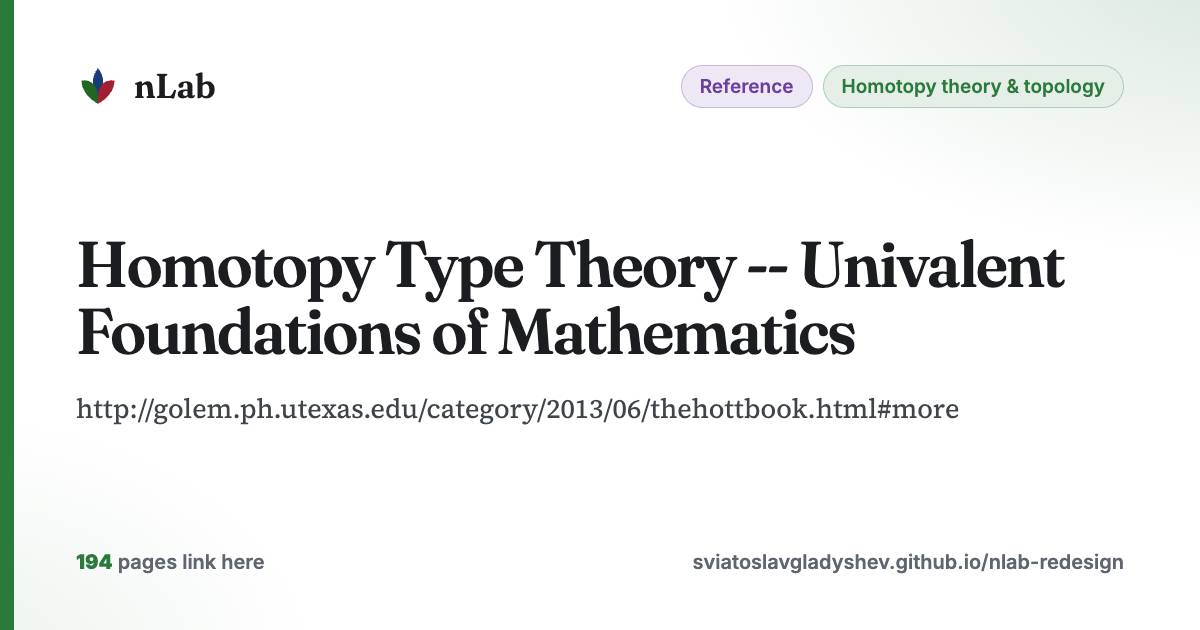 nLab
Reference
Homotopy theory & topology
Homotopy Type Theory -- Univalent
Foundations of Mathematics
http://golem.ph.utexas.edu/category/2013/06/thehottbook.html#more
194 pages link here
sviatoslavgladyshev.github.io/nlab-redesign